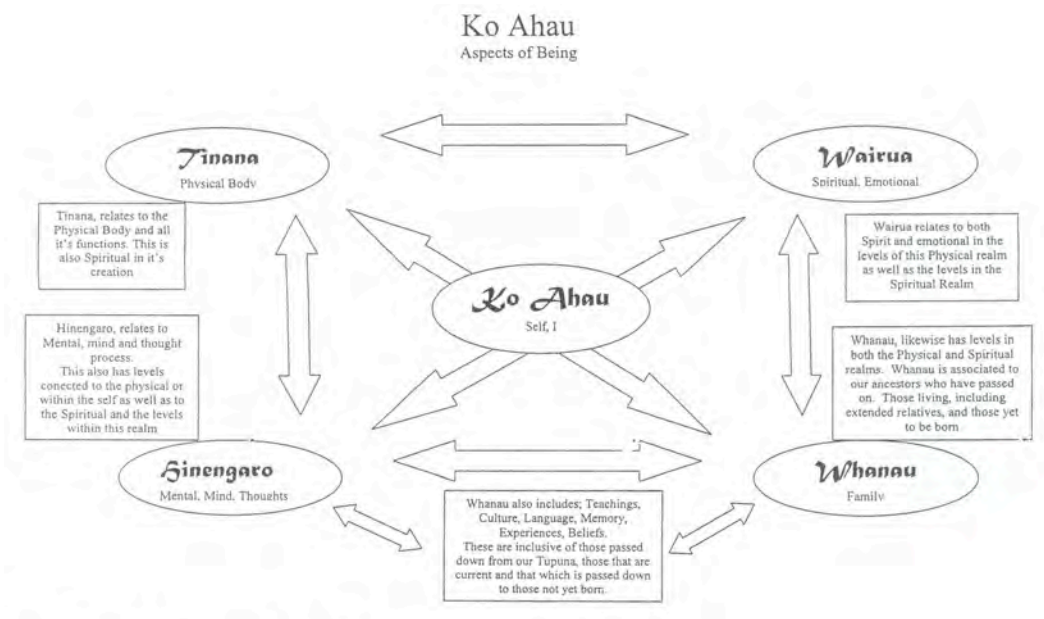 Ko Ahau
Aspects of Being
Tinana
Physical Body
Wairua
Spiritual, Emotional
Tinana, relates to the
Physical Body and all
it's functions. This is
also Spiritual in it's
creation
Wairua relates to both
Spirit and emotional in the
levels of this Physical realm
as well as the levels in the
Spiritual Realm
Ko Ahau
Self, I
Hinengaro, relates to
Mental, mind and thought
process.
This also has levels
conected to the physical or
within the self as well as to
the Spiritual and the levels
within this realm
Whanau, likewise has levels in
both the Physical and Spiritual
realms. Whanau is associated to
our ancestors who have passed
on. Those living, including
extended relatives, and those yet
to be born
Hinengaro
Mental, Mind, Thoughts
Whanau
Family
Whanau also includes; Teachings,
Culture, Language, Memory,
Experiences, Beliefs.
These are inclusive of those passed
down from our Tupuna, those that are
current and that which is passed down
to those not yet born.